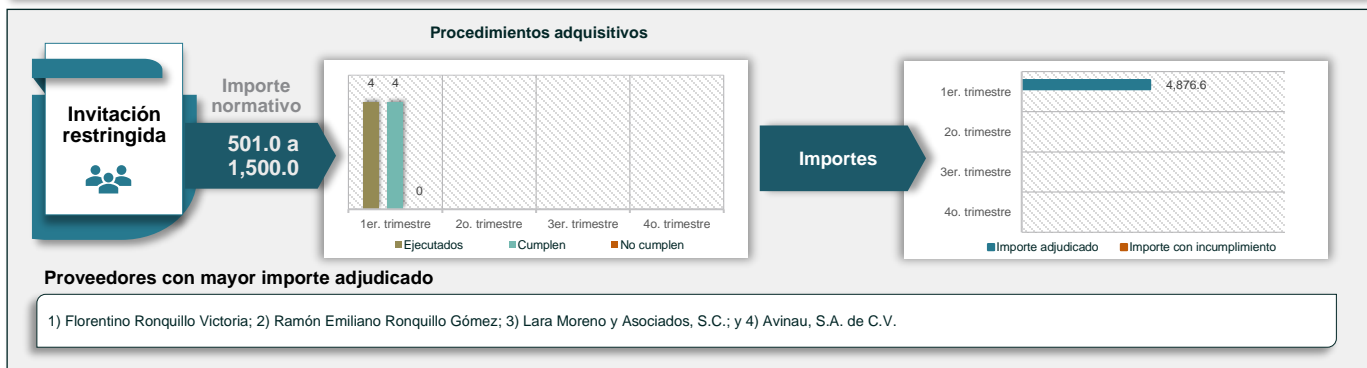 Procedimientos adquisitivos
Invitación
restringida
Importe
normativo
501.0 a
1,500.0
4 4
0
1er. trimestre 2o. trimestre 3er. trimestre 4o. trimestre
Ejecutados Cumplen No cumplen
Importes
1er. trimestre 4,876.6
2o. trimestre
3er. trimestre
4o. trimestre
Importe adjudicado Importe con incumplimiento
Proveedores con mayor importe adjudicado
1) Florentino Ronquillo Victoria; 2) Ramón Emiliano Ronquillo Gómez; 3) Lara Moreno y Asociados, S.C.; y 4) Avinau, S.A. de C.V.